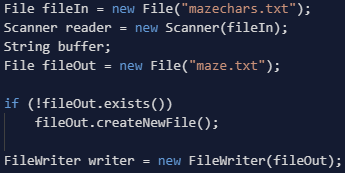 File fileIn = new File("mazechars.txt");
Scanner reader = new Scanner(fileIn);
String buffer;
File fileOut = new File("maze.txt");

if (!fileOut.exists())
    fileOut.createNewFile();

FileWriter writer = new FileWriter(fileOut);